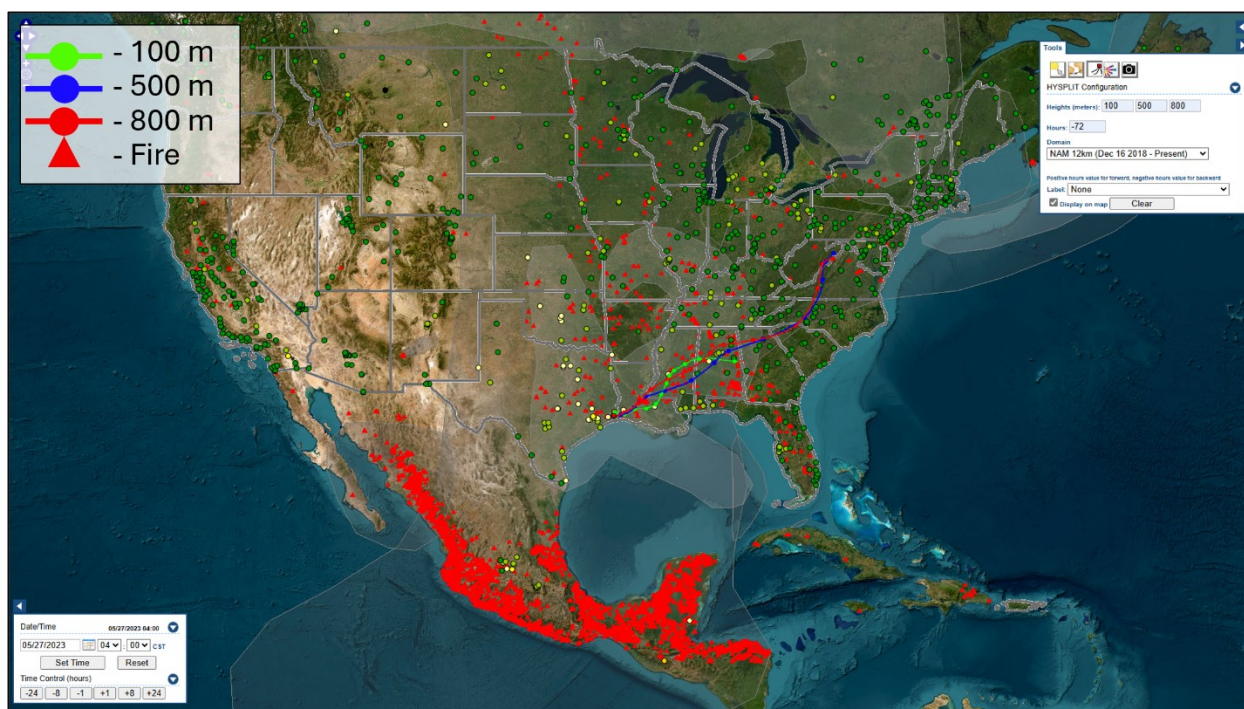 - 100 m
- 500 m
- 800 m
- Fire
Tools
HYSPLIT Configuration
Heights (meters): 100 500 800
Hours: -72
Domain
NAM 12km (Dec 16 2018 - Present)
Positive hours value for forward, negative hours value for backward
Label: None
Display on map Clear
Date/Time 05/27/2023 04:00
05/27/2023 04 : 00 CST
Set Time Reset
Time Control (hours)
-24 -8 -1 +1 +8 +24